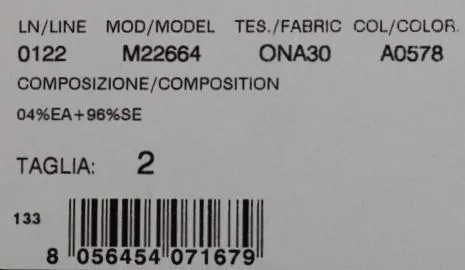 LN/LINE MOD/MODEL TES./FABRIC COL/COLOR.
0122 M22664 ONA30 A0578
COMPOSIZIONE/COMPOSITION
04%EA+96%SE
TAGLIA: 2
133
8 056454 071679